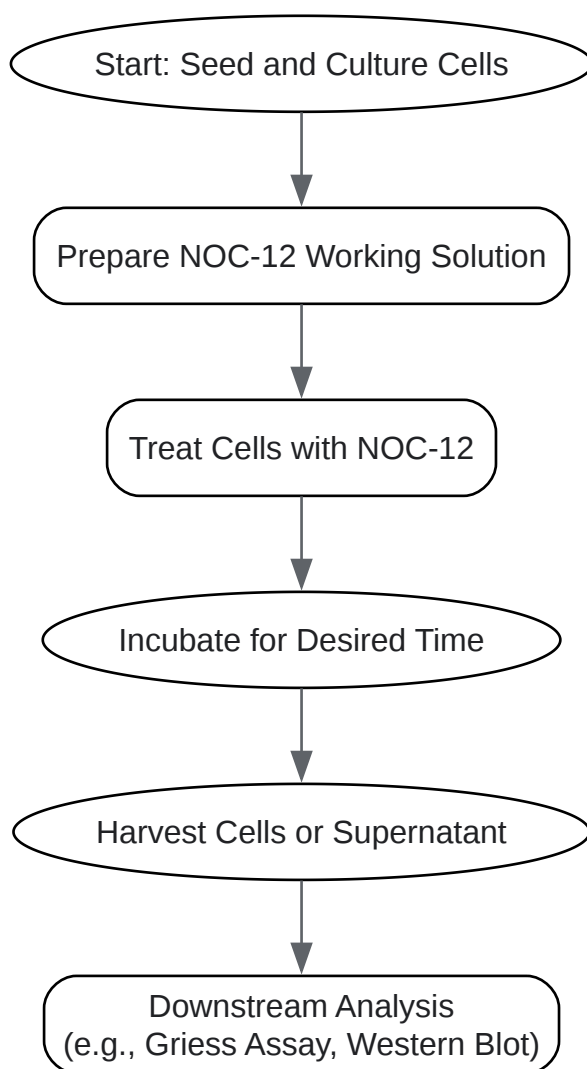 Start: Seed and Culture Cells
Prepare NOC-12 Working Solution
Treat Cells with NOC-12
Incubate for Desired Time
Harvest Cells or Supernatant
Downstream Analysis
(e.g., Griess Assay, Western Blot)